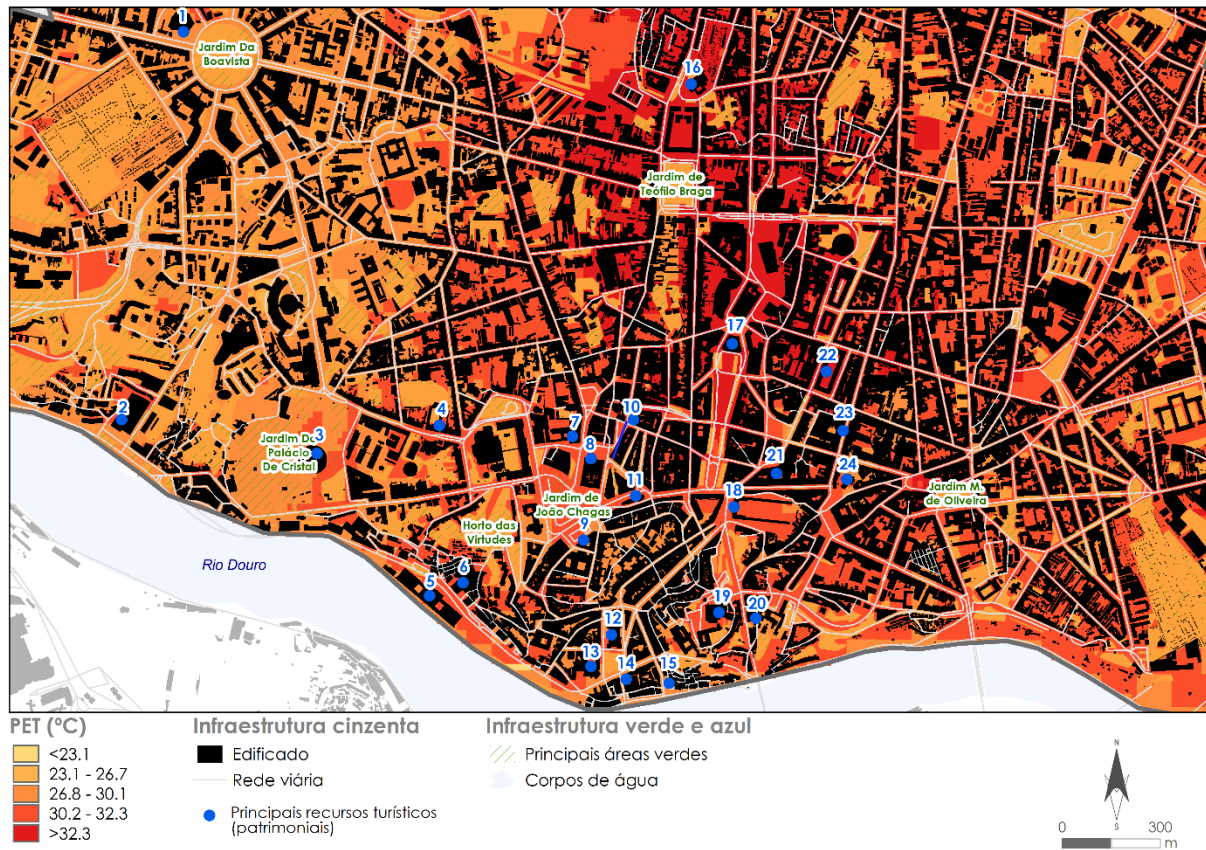 1
Jardim Da
Boavista
16
Jardim de
Teófilo Braga
17
22
2
3
Jardim Do
Palácio
De Cristal
4
7
8
10
23
21
24
11
18
Jardim de
João Chagas
Jardim M.
de Oliveira
9
Horto das
Virtudes
Rio Douro
5
6
19
20
12
13
14
15
PET (ºC)
<23.1
23.1 - 26.7
26.8 - 30.1
30.2 - 32.3
>32.3
Infraestrutura cinzenta
Edificado
Rede viária
Principais recursos turísticos
(patrimoniais)
Infraestrutura verde e azul
Principais áreas verdes
Corpos de água
N
S
0 300
m